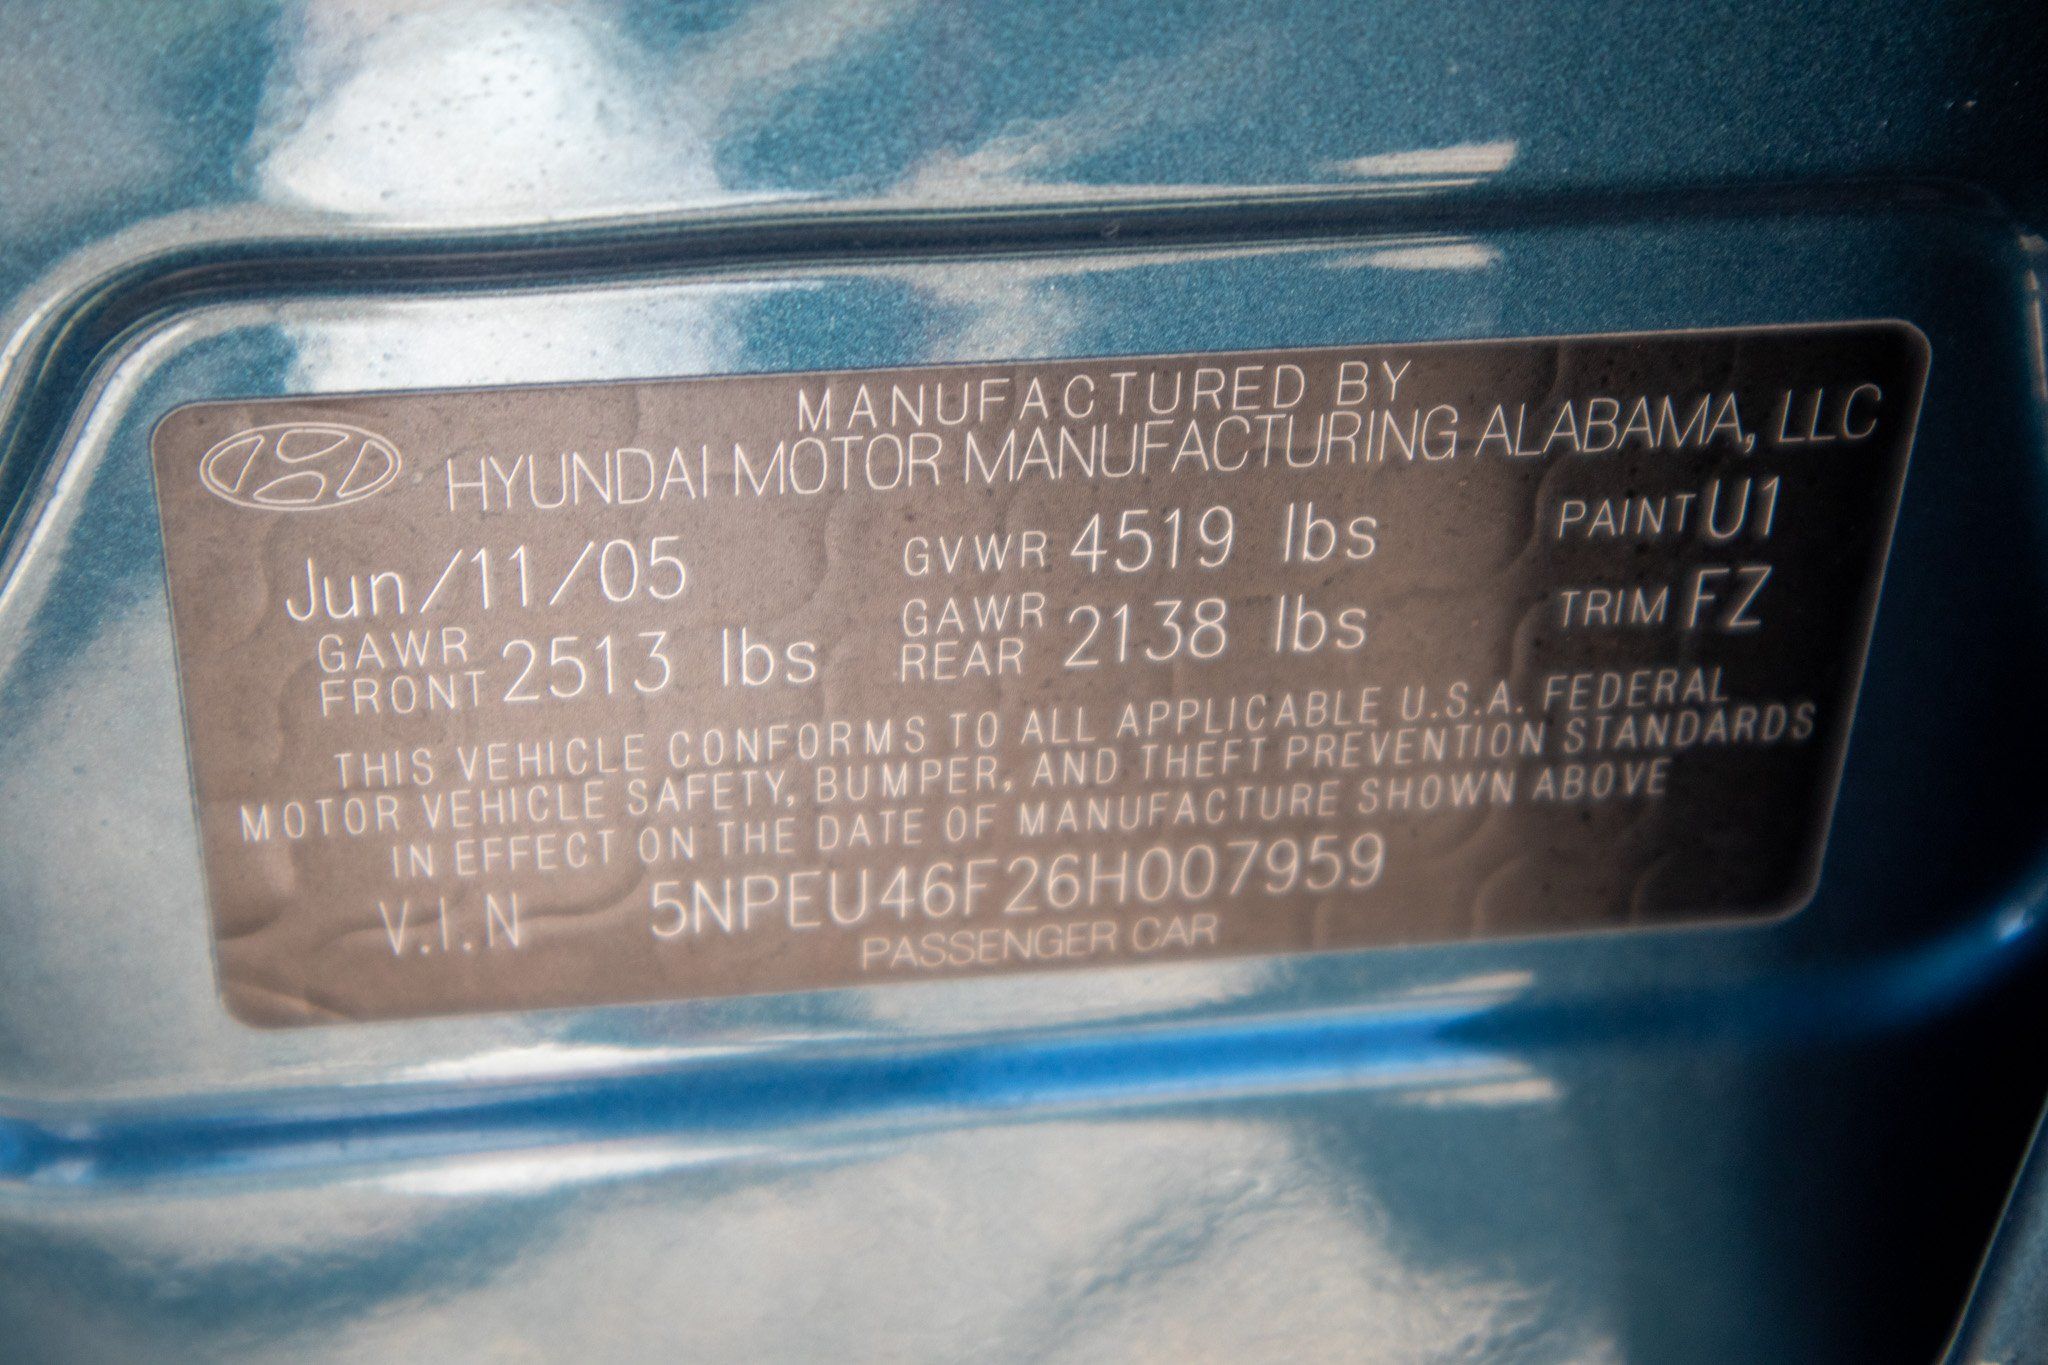 MANUFACTURED BY
HYUNDAI MOTOR MANUFACTURING ALABAMA, LLC
Jun/11/05 GVWR 4519 lbs PAINT U1
GAWR FRONT 2513 lbs GAWR REAR 2138 lbs TRIM FZ
THIS VEHICLE CONFORMS TO ALL APPLICABLE U.S.A. FEDERAL
MOTOR VEHICLE SAFETY, BUMPER, AND THEFT PREVENTION STANDARDS
IN EFFECT ON THE DATE OF MANUFACTURE SHOWN ABOVE
V.I.N 5NPEU46F26H007959
PASSENGER CAR